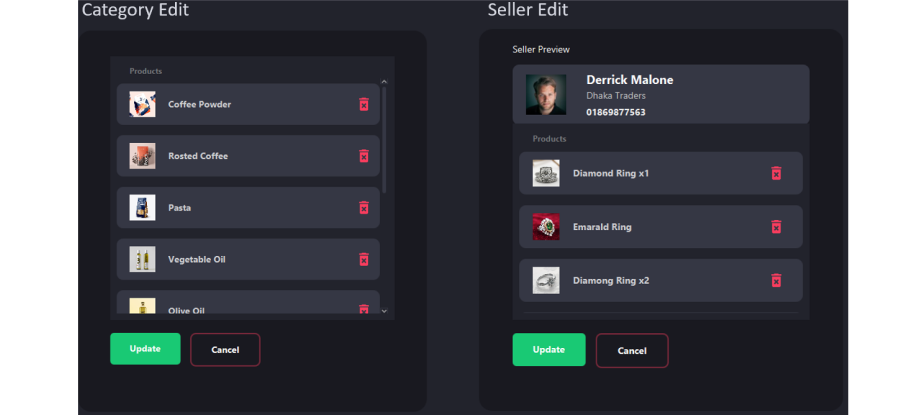 Category Edit
Products
Coffee Powder
Rosted Coffee
Pasta
Vegetable Oil
Olive Oil
Update
Cancel
Seller Edit
Seller Preview
Derrick Malone
Dhaka Traders
01869877563
Products
Diamond Ring x1
Emarald Ring
Diamong Ring x2
Update
Cancel